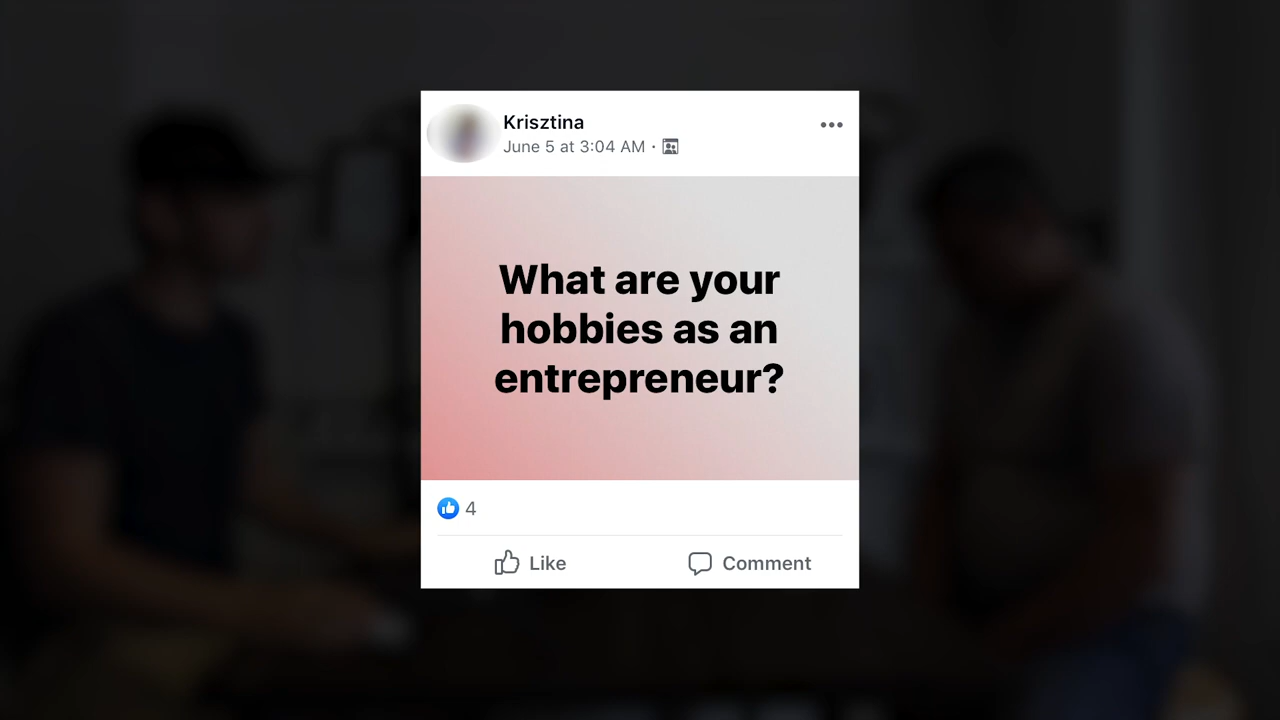 Krisztina
June 5 at 3:04 AM ·
What are your
hobbies as an
entrepreneur?
4
Like
Comment